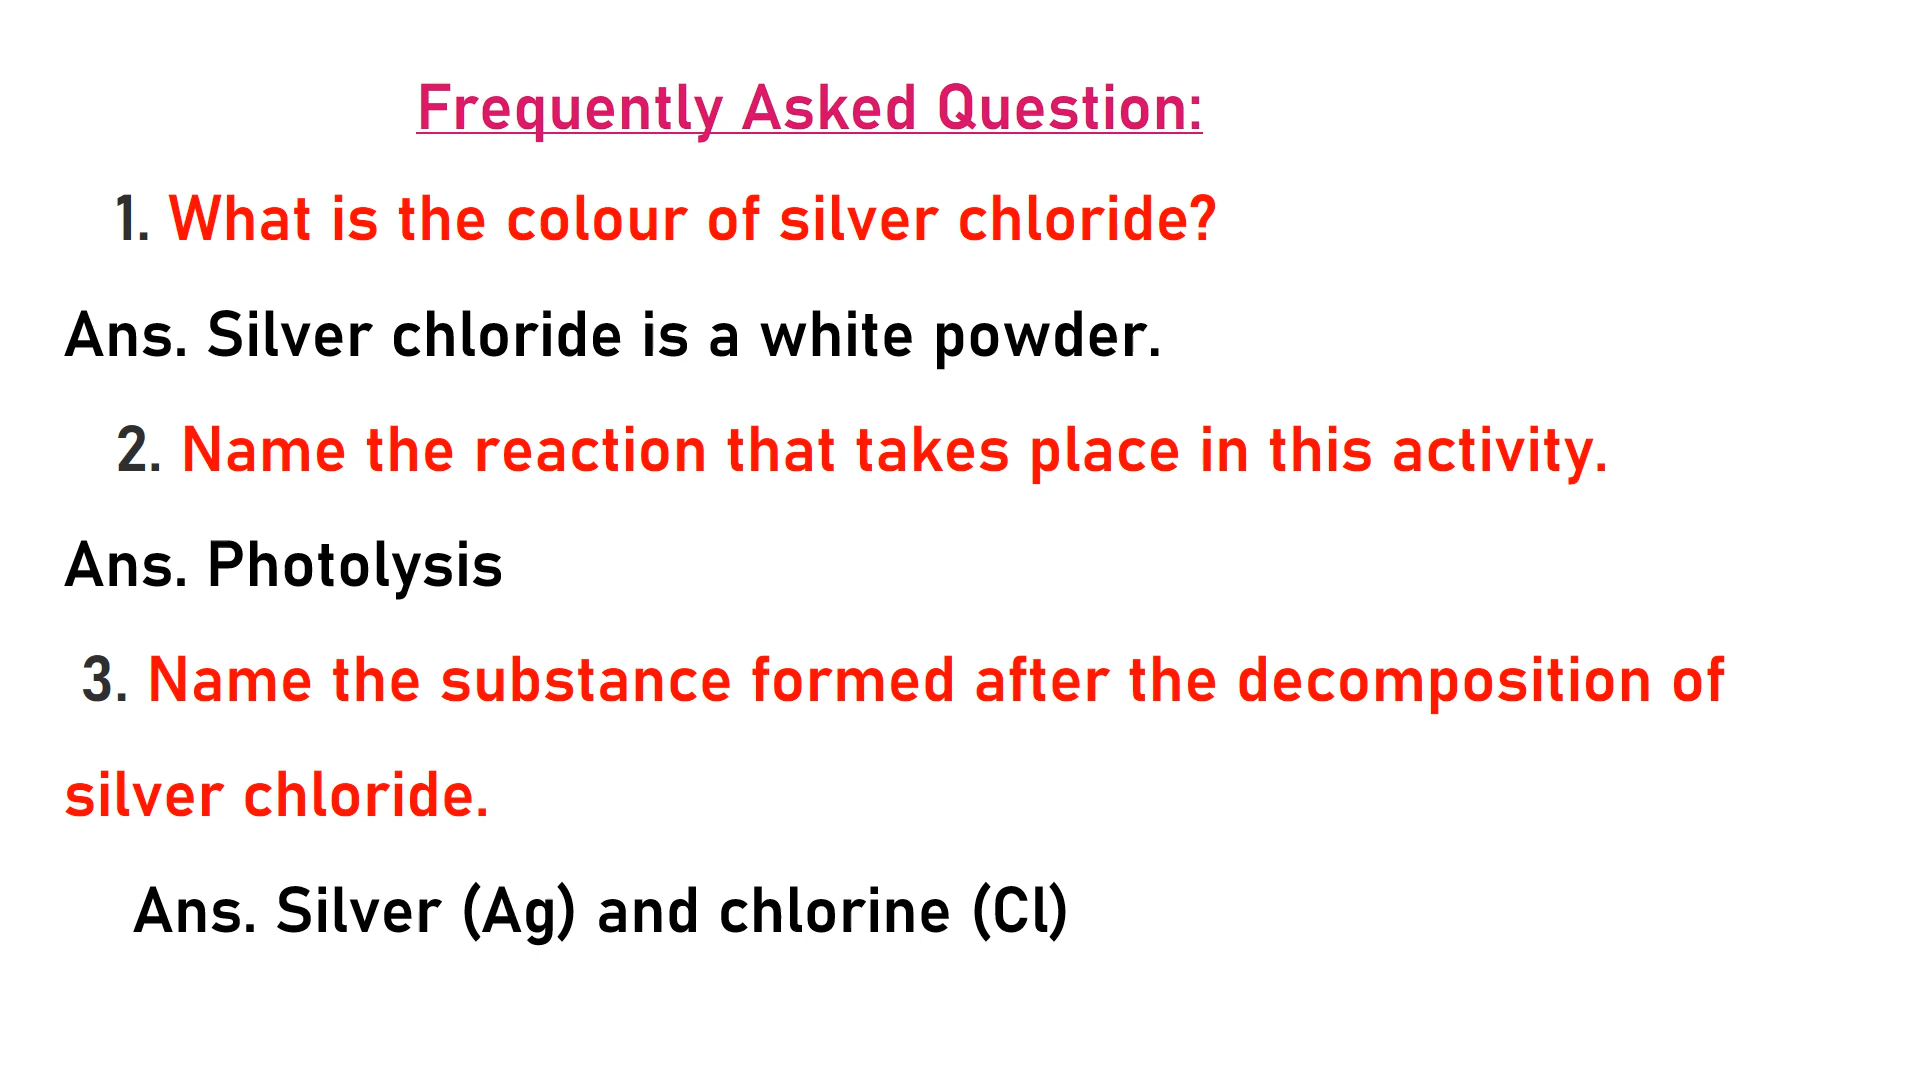 Frequently Asked Question:
1. What is the colour of silver chloride?
Ans. Silver chloride is a white powder.
2. Name the reaction that takes place in this activity.
Ans. Photolysis
3. Name the substance formed after the decomposition of
silver chloride.
Ans. Silver (Ag) and chlorine (Cl)